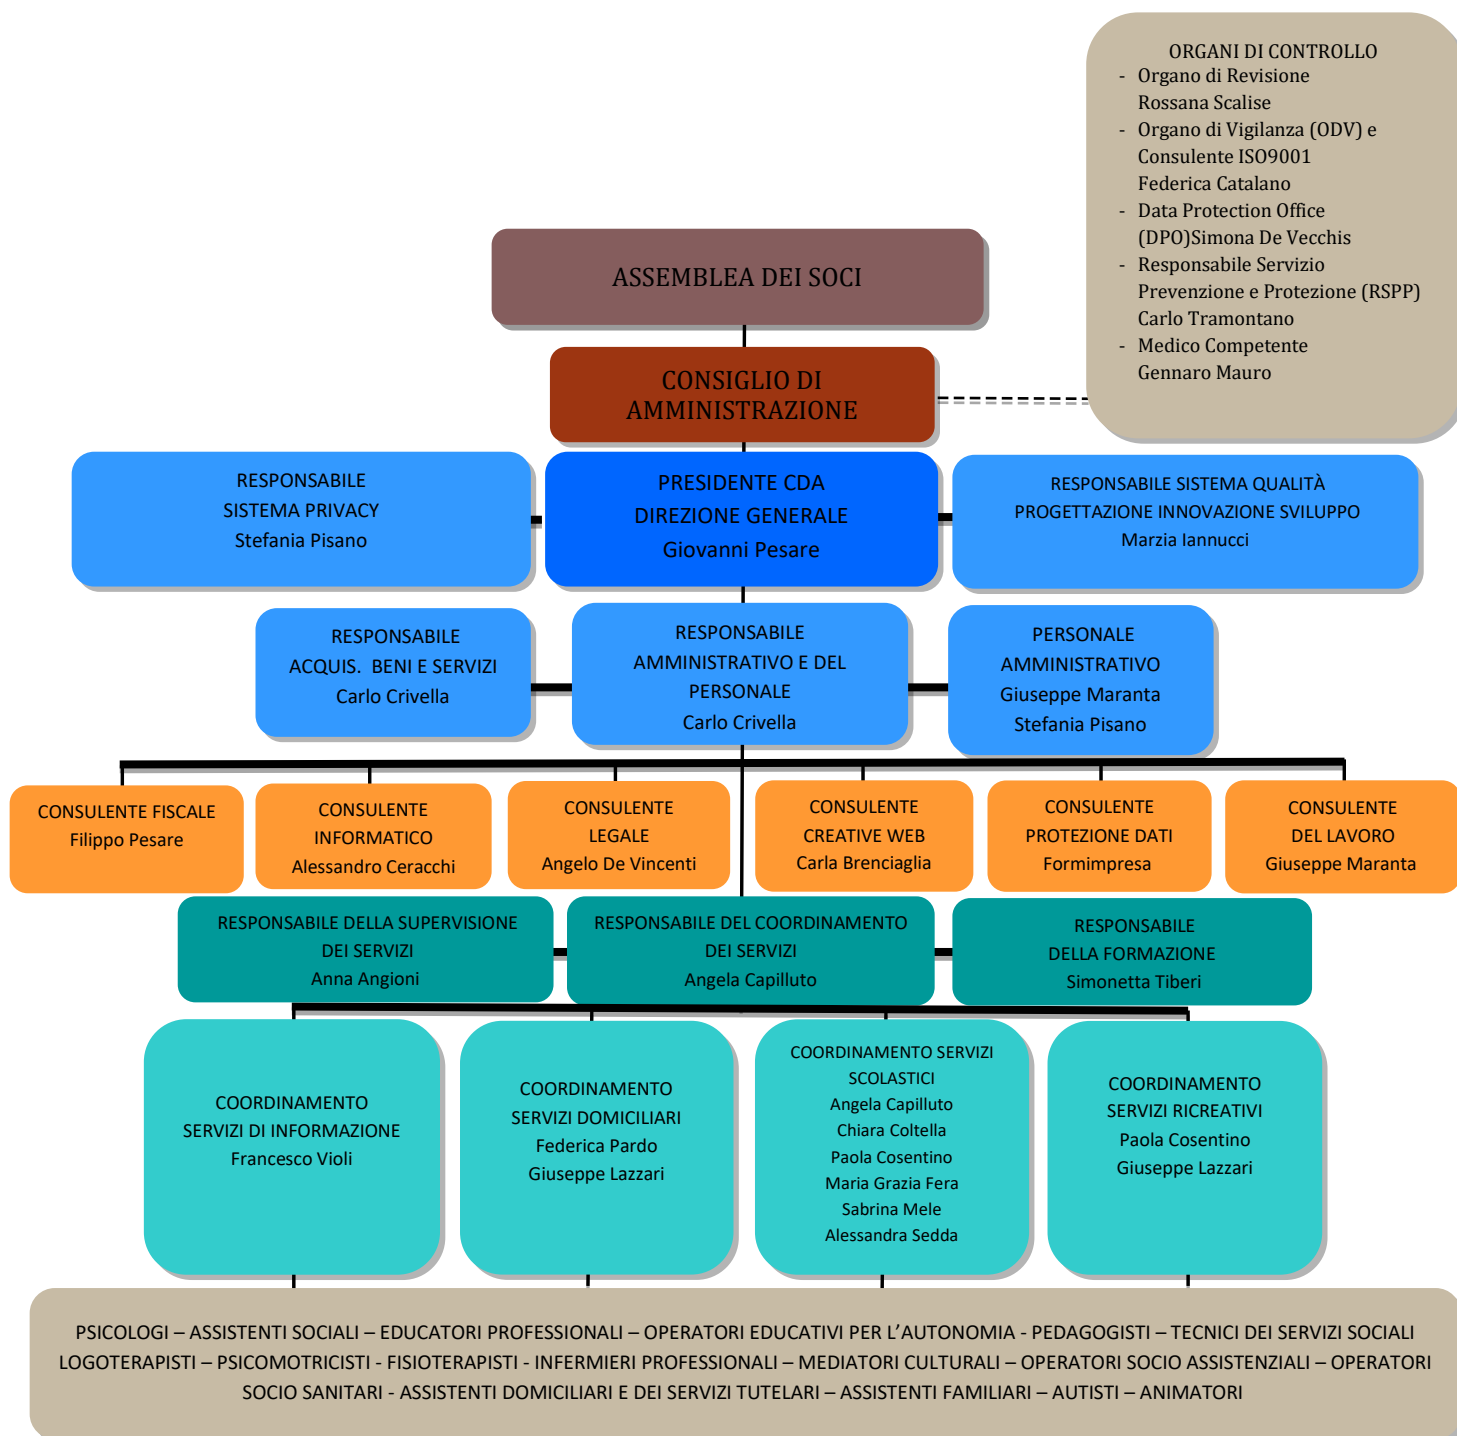 ORGANI DI CONTROLLO
- Organo di Revisione
Rossana Scalise
- Organo di Vigilanza (ODV) e
Consulente ISO9001
Federica Catalano
- Data Protection Office
(DPO)Simona De Vecchis
- Responsabile Servizio
Prevenzione e Protezione (RSPP)
Carlo Tramontano
- Medico Competente
Gennaro Mauro
ASSEMBLEA DEI SOCI
CONSIGLIO DI
AMMINISTRAZIONE
RESPONSABILE
SISTEMA PRIVACY
Stefania Pisano
PRESIDENTE CDA
DIREZIONE GENERALE
Giovanni Pesare
RESPONSABILE SISTEMA QUALITÀ
PROGETTAZIONE INNOVAZIONE SVILUPPO
Marzia Iannucci
RESPONSABILE
ACQUIS. BENI E SERVIZI
Carlo Crivella
RESPONSABILE
AMMINISTRATIVO E DEL
PERSONALE
Carlo Crivella
PERSONALE
AMMINISTRATIVO
Giuseppe Maranta
Stefania Pisano
CONSULENTE FISCALE
Filippo Pesare
CONSULENTE
INFORMATICO
Alessandro Ceracchi
CONSULENTE
LEGALE
Angelo De Vincenti
CONSULENTE
CREATIVE WEB
Carla Brenciaglia
CONSULENTE
PROTEZIONE DATI
Formimpresa
CONSULENTE
DEL LAVORO
Giuseppe Maranta
RESPONSABILE DELLA SUPERVISIONE
DEI SERVIZI
Anna Angioni
RESPONSABILE DEL COORDINAMENTO
DEI SERVIZI
Angela Capilluto
RESPONSABILE
DELLA FORMAZIONE
Simonetta Tiberi
COORDINAMENTO
SERVIZI DI INFORMAZIONE
Francesco Violi
COORDINAMENTO
SERVIZI DOMICILIARI
Federica Pardo
Giuseppe Lazzari
COORDINAMENTO SERVIZI
SCOLASTICI
Angela Capilluto
Chiara Coltella
Paola Cosentino
Maria Grazia Fera
Sabrina Mele
Alessandra Sedda
COORDINAMENTO
SERVIZI RICREATIVI
Paola Cosentino
Giuseppe Lazzari
PSICOLOGI – ASSISTENTI SOCIALI – EDUCATORI PROFESSIONALI – OPERATORI EDUCATIVI PER L'AUTONOMIA - PEDAGOGISTI – TECNICI DEI SERVIZI SOCIALI
LOGOTERAPISTI – PSICOMOTRICISTI - FISIOTERAPISTI - INFERMIERI PROFESSIONALI – MEDIATORI CULTURALI – OPERATORI SOCIO ASSISTENZIALI – OPERATORI
SOCIO SANITARI - ASSISTENTI DOMICILIARI E DEI SERVIZI TUTELARI – ASSISTENTI FAMILIARI – AUTISTI – ANIMATORI